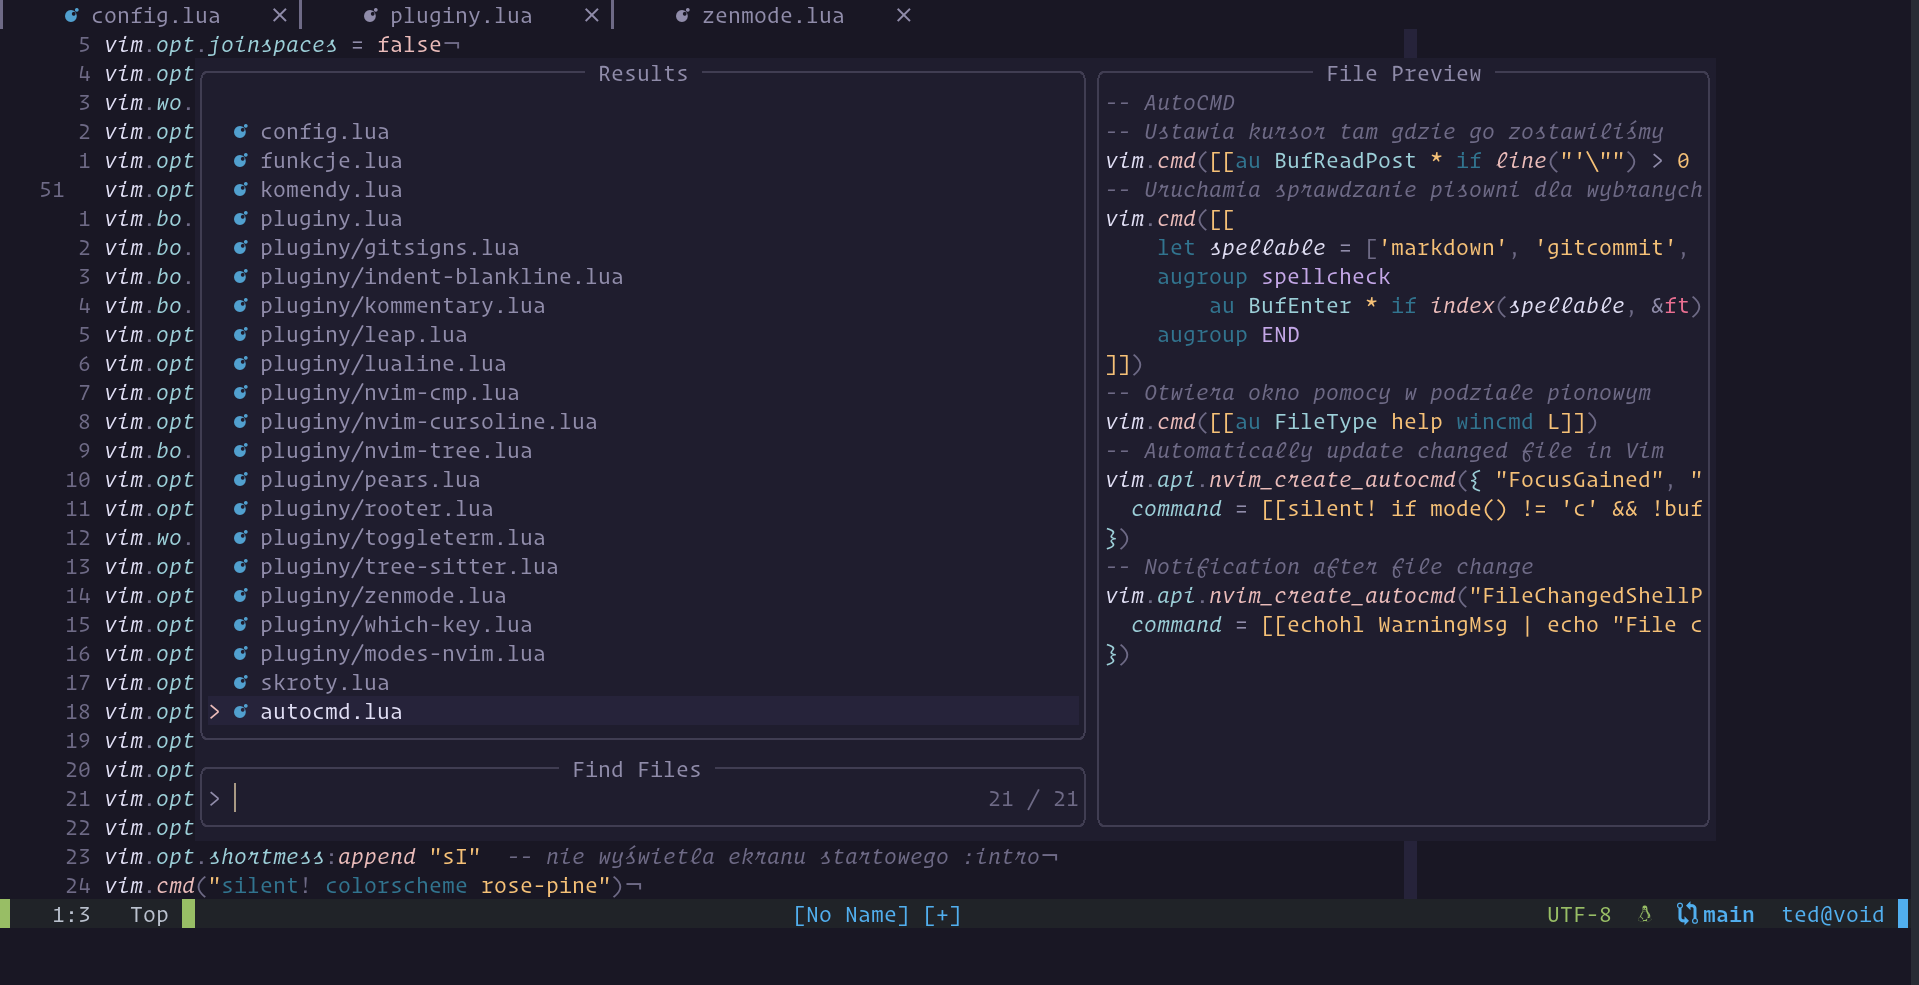 config.lua × pluginy.lua × zenmode.lua ×
5 vim.opt.joinspaces = false¬
4 vim.opt
3 vim.wo.
2 vim.opt
1 vim.opt
51 vim.opt
1 vim.bo.
2 vim.bo.
3 vim.bo.
4 vim.bo.
5 vim.opt
6 vim.opt
7 vim.opt
8 vim.opt
9 vim.bo.
10 vim.opt
11 vim.opt
12 vim.wo.
13 vim.opt
14 vim.opt
15 vim.opt
16 vim.opt
17 vim.opt
18 vim.opt
19 vim.opt
20 vim.opt
21 vim.opt
22 vim.opt
23 vim.opt.shortmess:append "sI" -- nie wyświetla ekranu startowego :intro¬
24 vim.cmd("silent! colorscheme rose-pine")¬
Results
config.lua
funkcje.lua
komendy.lua
pluginy.lua
pluginy/gitsigns.lua
pluginy/indent-blankline.lua
pluginy/kommentary.lua
pluginy/leap.lua
pluginy/lualine.lua
pluginy/nvim-cmp.lua
pluginy/nvim-cursoline.lua
pluginy/nvim-tree.lua
pluginy/pears.lua
pluginy/rooter.lua
pluginy/toggleterm.lua
pluginy/tree-sitter.lua
pluginy/zenmode.lua
pluginy/which-key.lua
pluginy/modes-nvim.lua
skroty.lua
> autocmd.lua
Find Files
> 21 / 21
File Preview
-- AutoCMD
-- Ustawia kursor tam gdzie go zostawiliśmy
vim.cmd([[au BufReadPost * if line("'\"") > 0
-- Uruchamia sprawdzanie pisowni dla wybranych
vim.cmd([[
let spellable = ['markdown', 'gitcommit',
augroup spellcheck
au BufEnter * if index(spellable, &ft)
augroup END
]])
-- Otwiera okno pomocy w podziale pionowym
vim.cmd([[au FileType help wincmd L]])
-- Automatically update changed file in Vim
vim.api.nvim_create_autocmd({ "FocusGained", "
command = [[silent! if mode() != 'c' && !buf
})
-- Notification after file change
vim.api.nvim_create_autocmd("FileChangedShellP
command = [[echohl WarningMsg | echo "File c
})
1:3 Top [No Name] [+] UTF-8 main ted@void